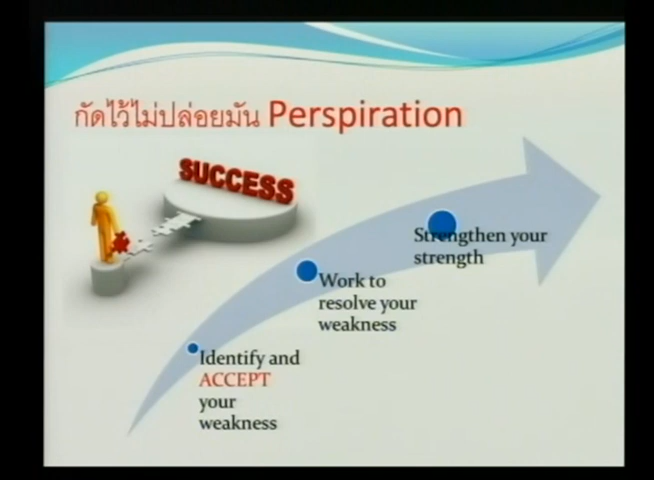 กัดไว้ไม่ปล่อยมัน Perspiration
SUCCESS
Strengthen your
strength
Work to
resolve your
weakness
Identify and
ACCEPT
your
weakness